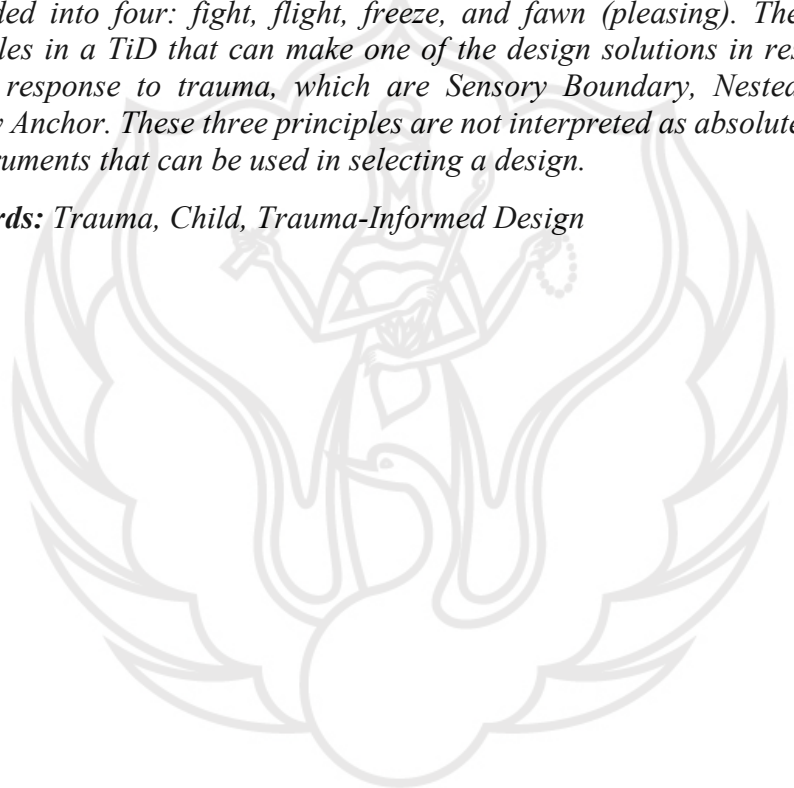 ded into four: fight, flight, freeze, and fawn (pleasing). The
les in a TiD that can make one of the design solutions in res
response to trauma, which are Sensory Boundary, Nested
Anchor. These three principles are not interpreted as absolute
ruments that can be used in selecting a design.
rds: Trauma, Child, Trauma-Informed Design